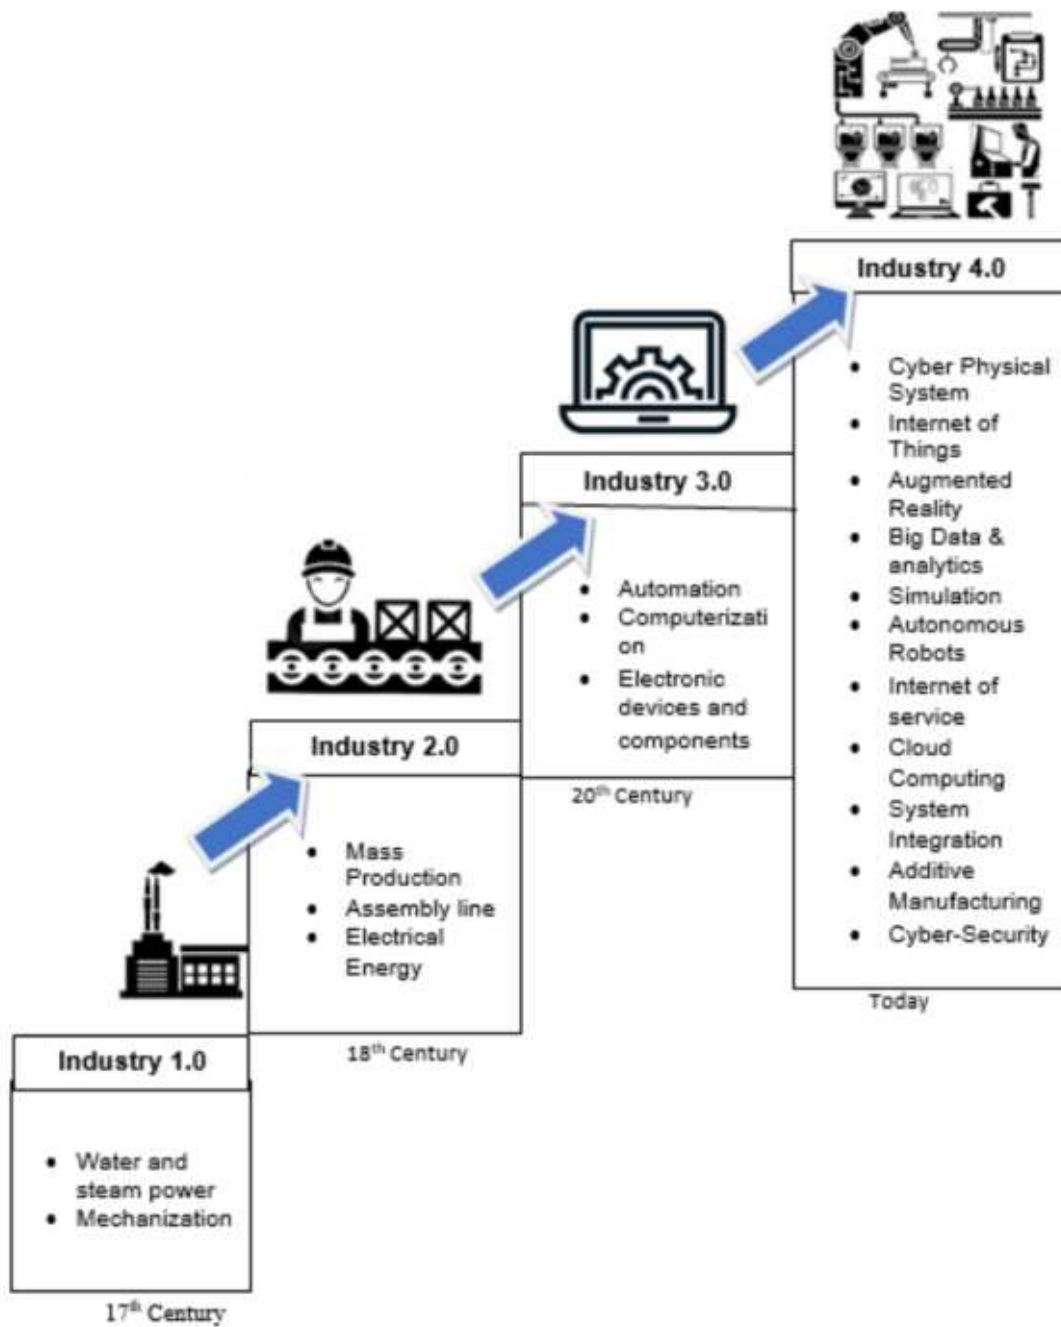 Industry 4.0
• Cyber Physical
System
• Internet of
Things
• Augmented
Reality
• Big Data &
analytics
• Simulation
• Autonomous
Robots
• Internet of
service
• Cloud
Computing
• System
Integration
• Additive
Manufacturing
• Cyber-Security
Today
Industry 3.0
• Automation
• Computerizati
on
• Electronic
devices and
components
20th Century
Industry 2.0
• Mass
Production
• Assembly line
• Electrical
Energy
18th Century
Industry 1.0
• Water and
steam power
• Mechanization
17th Century